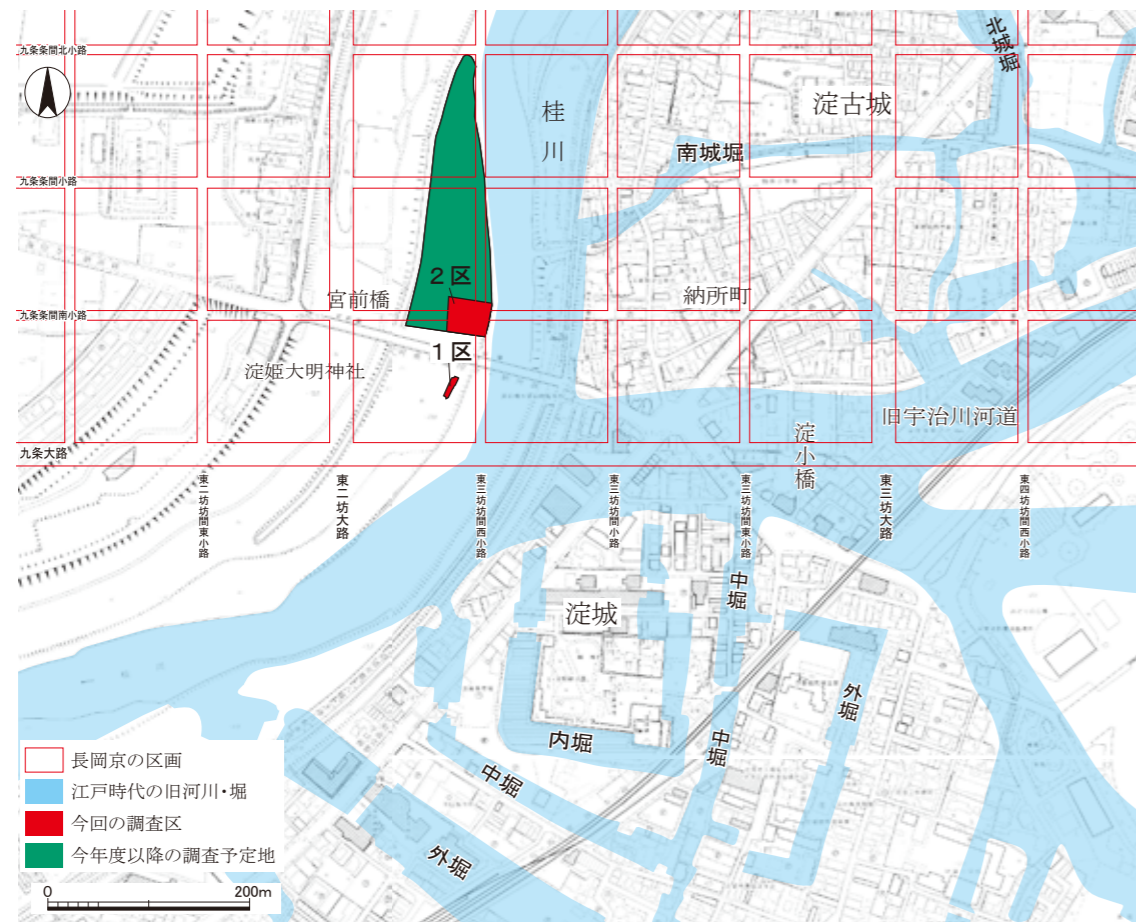 九条条間北小路
北城堀
桂川
淀古城
南城堀
九条条間小路
2区
宮前橋
納所町
九条条間南小路
1区
淀姫大明神社
旧宇治川河道
淀小橋
九条大路
東二坊坊間東小路
東二坊大路
東三坊坊間西小路
東三坊坊間小路
東三坊坊間東小路
東三坊大路
東四坊坊間西小路
中堀
淀城
外堀
内堀
中堀
中堀
外堀
長岡京の区画
江戸時代の旧河川・堀
今回の調査区
今年度以降の調査予定地
0 200m